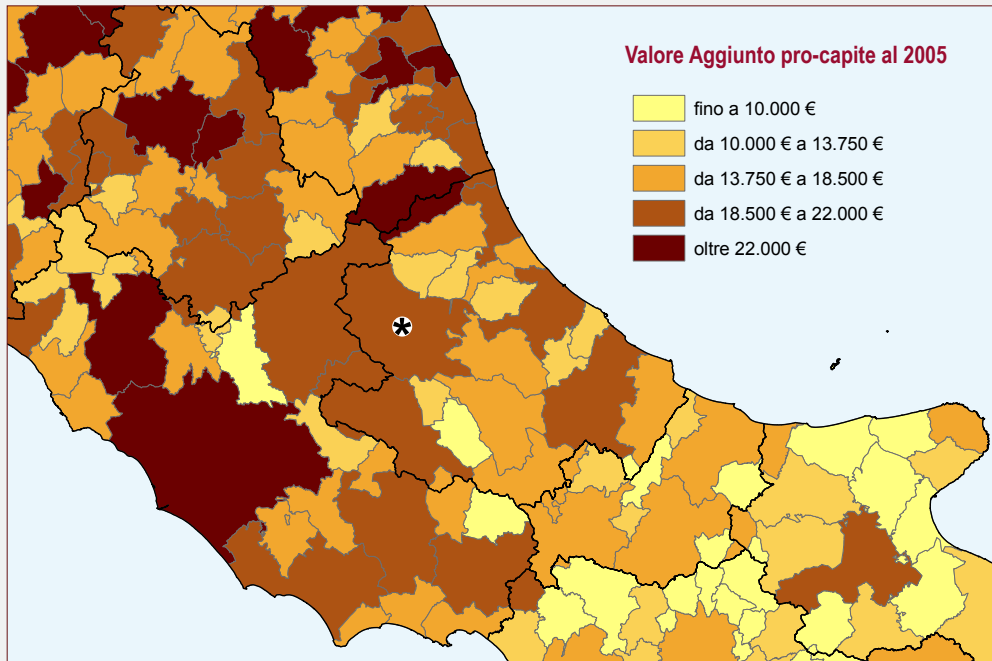 Valore Aggiunto pro-capite al 2005
fino a 10.000 €
da 10.000 € a 13.750 €
da 13.750 € a 18.500 €
da 18.500 € a 22.000 €
oltre 22.000 €
*